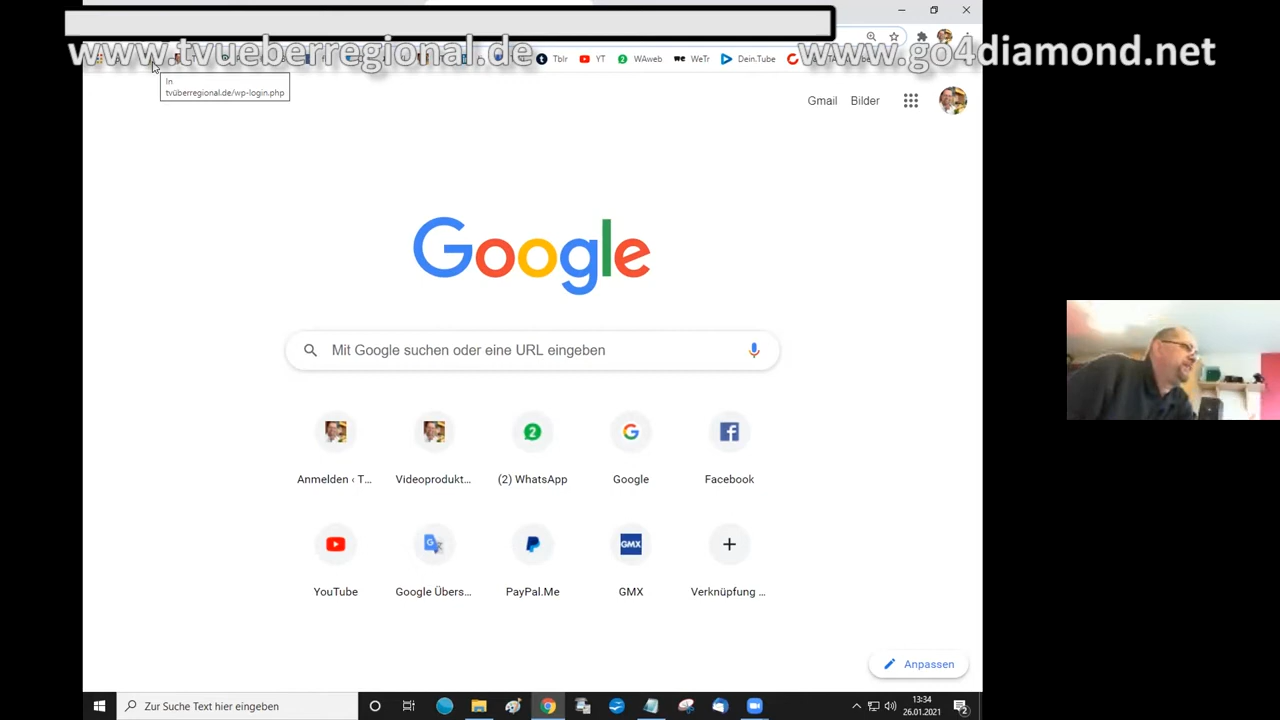 www.tvueberregional.de
www.go4diamond.net
Tblr
YT
WAweb
WeTr
Dein.Tube
In
tvüberregional.de/wp-login.php
Gmail
Bilder
Google
Mit Google suchen oder eine URL eingeben
Anmelden ‹ T...
Videoprodukt...
(2) WhatsApp
Google
Facebook
YouTube
Google Übers...
PayPal.Me
GMX
Verknüpfung ...
Anpassen
Zur Suche Text hier eingeben
13:34
26.01.2021